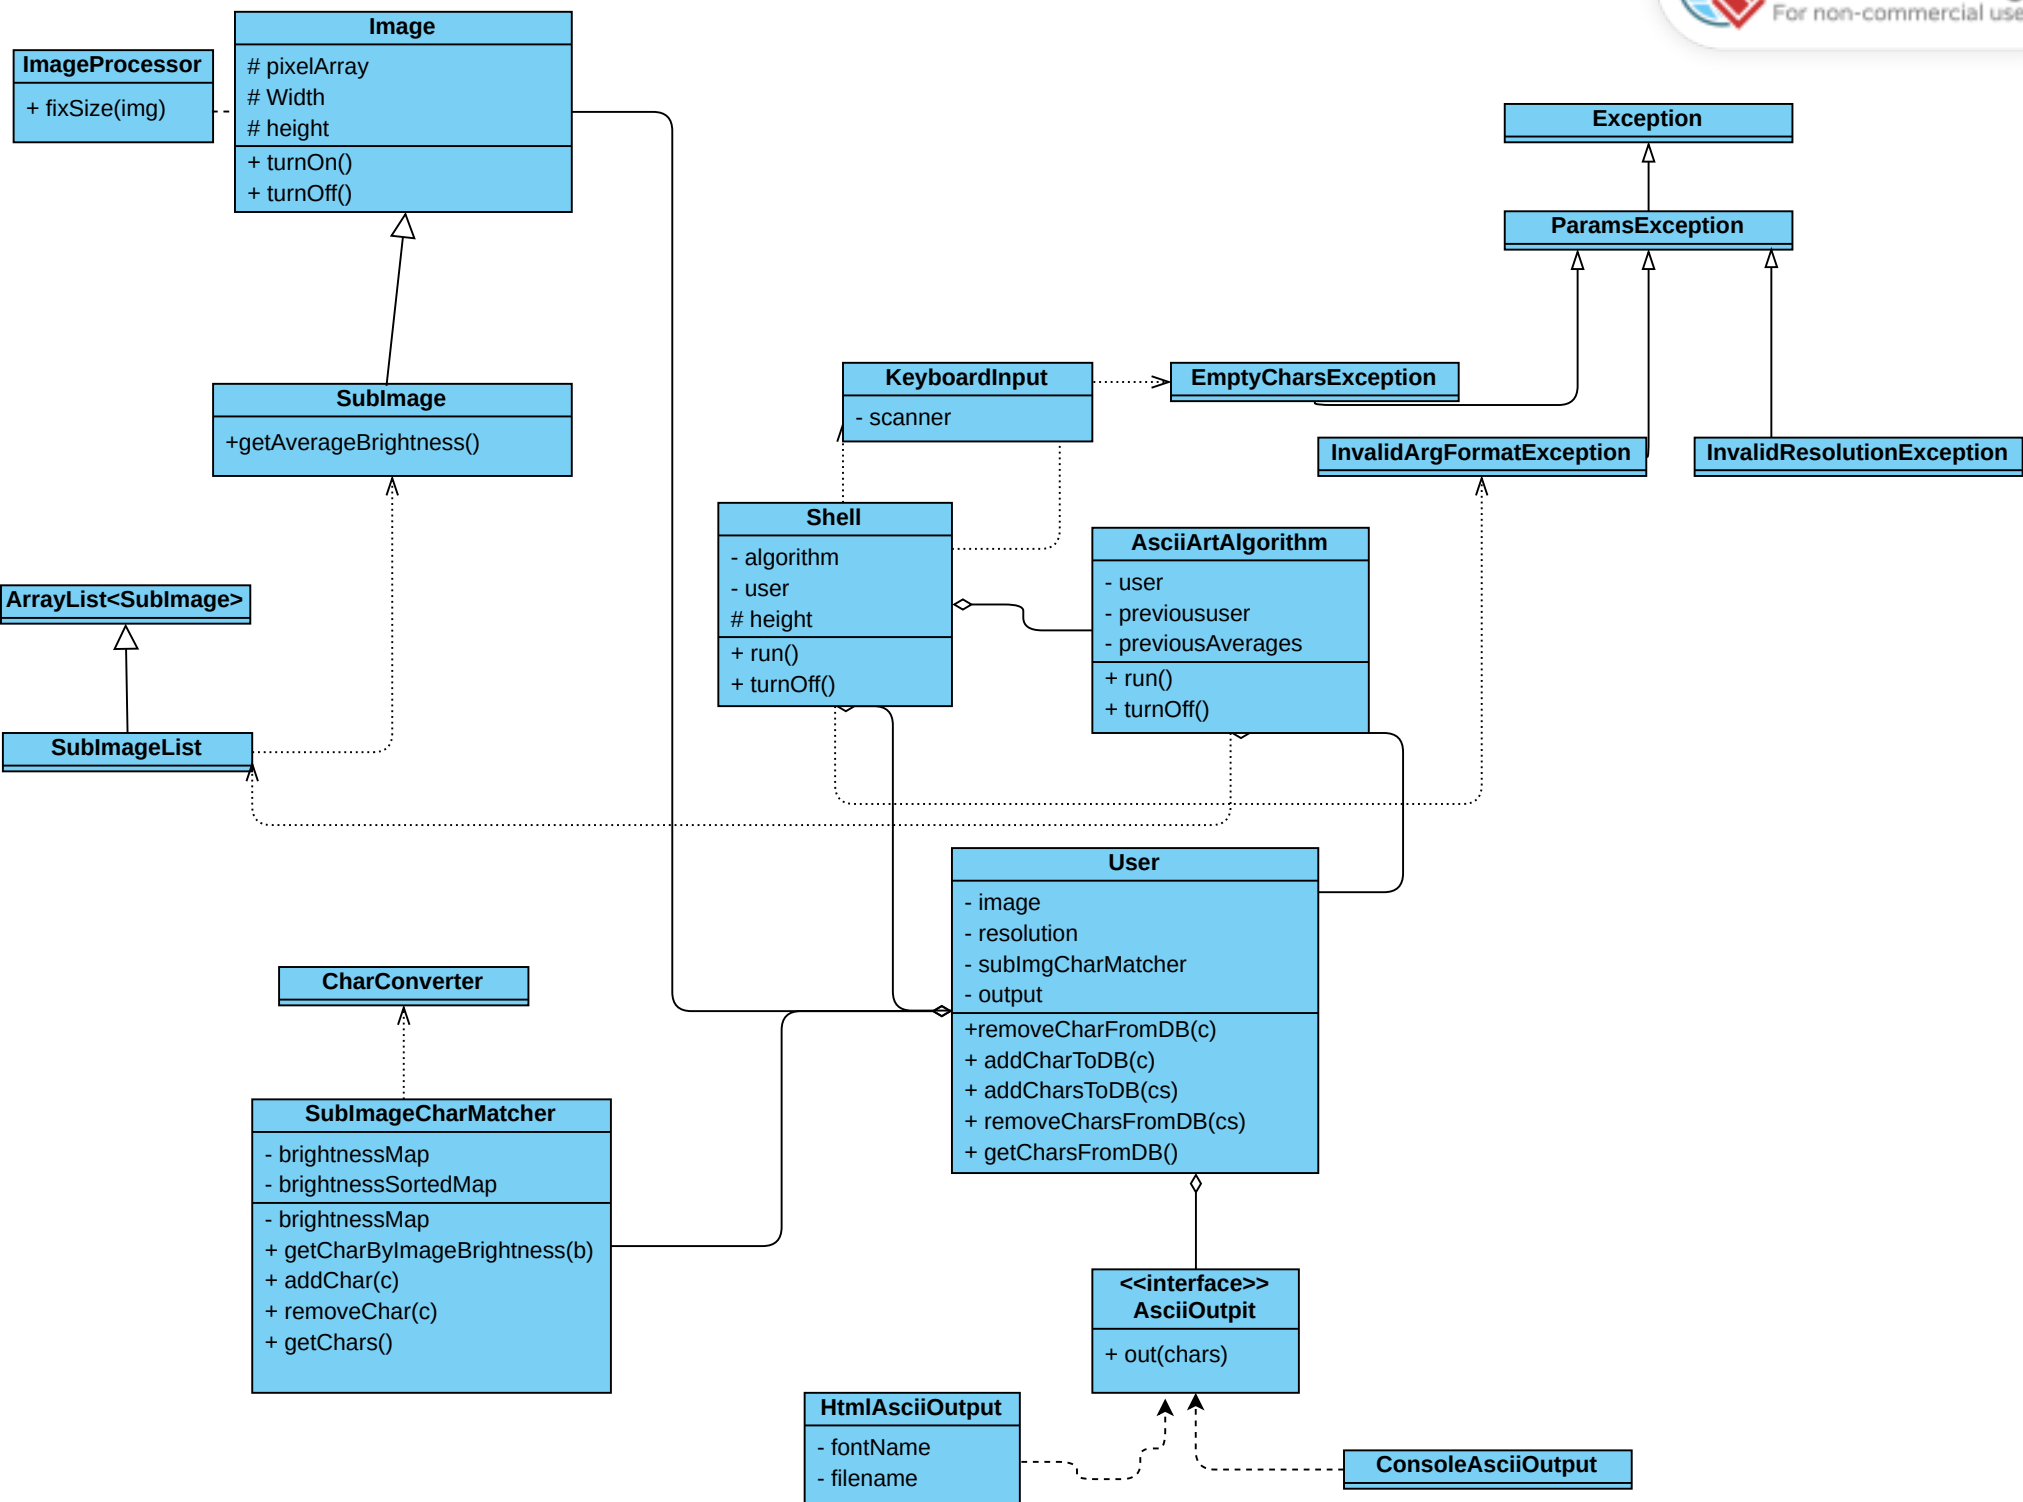 For non-commercial use
Image
# pixelArray
# Width
# height
+ turnOn()
+ turnOff()
ImageProcessor
+ fixSize(img)
Exception
ParamsException
SubImage
+getAverageBrightness()
KeyboardInput
- scanner
EmptyCharsException
InvalidArgFormatException
InvalidResolutionException
Shell
- algorithm
- user
# height
+ run()
+ turnOff()
AsciiArtAlgorithm
- user
- previoususer
- previousAverages
+ run()
+ turnOff()
ArrayList<SubImage>
SubImageList
User
- image
- resolution
- subImgCharMatcher
- output
+removeCharFromDB(c)
+ addCharToDB(c)
+ addCharsToDB(cs)
+ removeCharsFromDB(cs)
+ getCharsFromDB()
CharConverter
SubImageCharMatcher
- brightnessMap
- brightnessSortedMap
- brightnessMap
+ getCharByImageBrightness(b)
+ addChar(c)
+ removeChar(c)
+ getChars()
<<interface>>
AsciiOutpit
+ out(chars)
HtmlAsciiOutput
- fontName
- filename
ConsoleAsciiOutput